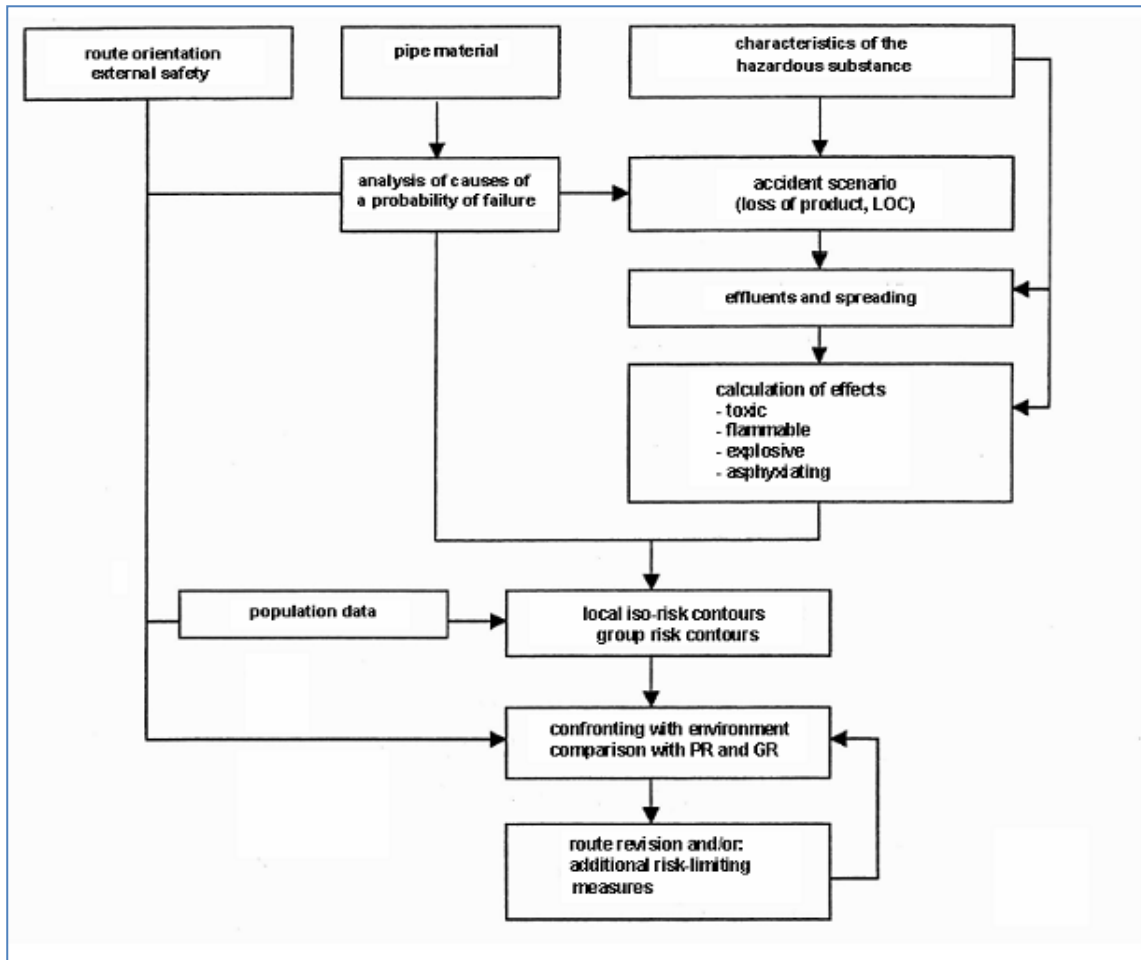 route orientation
external safety
pipe material
characteristics of the
hazardous substance
analysis of causes of
a probability of failure
accident scenario
(loss of product, LOC)
effluents and spreading
calculation of effects
- toxic
- flammable
- explosive
- asphyxiating
population data
local iso-risk contours
group risk contours
confronting with environment
comparison with PR and GR
route revision and/or:
additional risk-limiting
measures